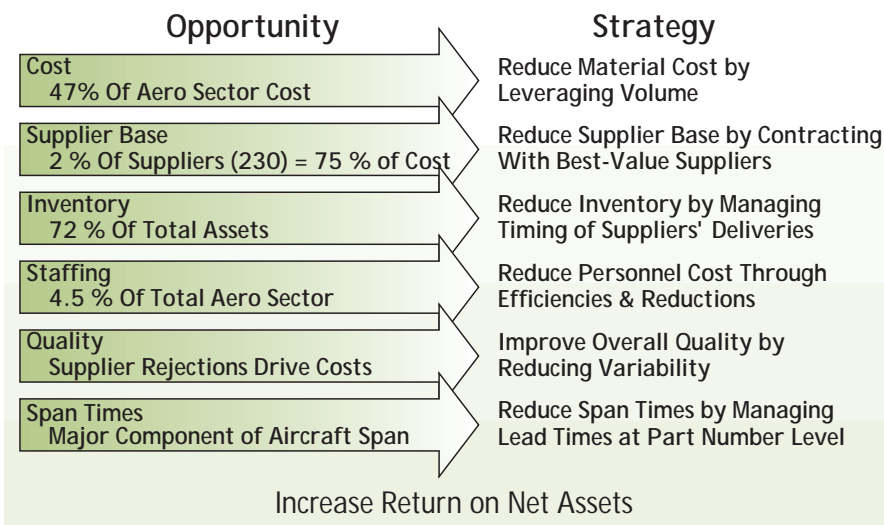 Opportunity
Strategy
Cost
47% Of Aero Sector Cost
Reduce Material Cost by
Leveraging Volume
Supplier Base
2 % Of Suppliers (230) = 75 % of Cost
Reduce Supplier Base by Contracting
With Best-Value Suppliers
Inventory
72 % Of Total Assets
Reduce Inventory by Managing
Timing of Suppliers' Deliveries
Staffing
4.5 % Of Total Aero Sector
Reduce Personnel Cost Through
Efficiencies & Reductions
Quality
Supplier Rejections Drive Costs
Improve Overall Quality by
Reducing Variability
Span Times
Major Component of Aircraft Span
Reduce Span Times by Managing
Lead Times at Part Number Level
Increase Return on Net Assets